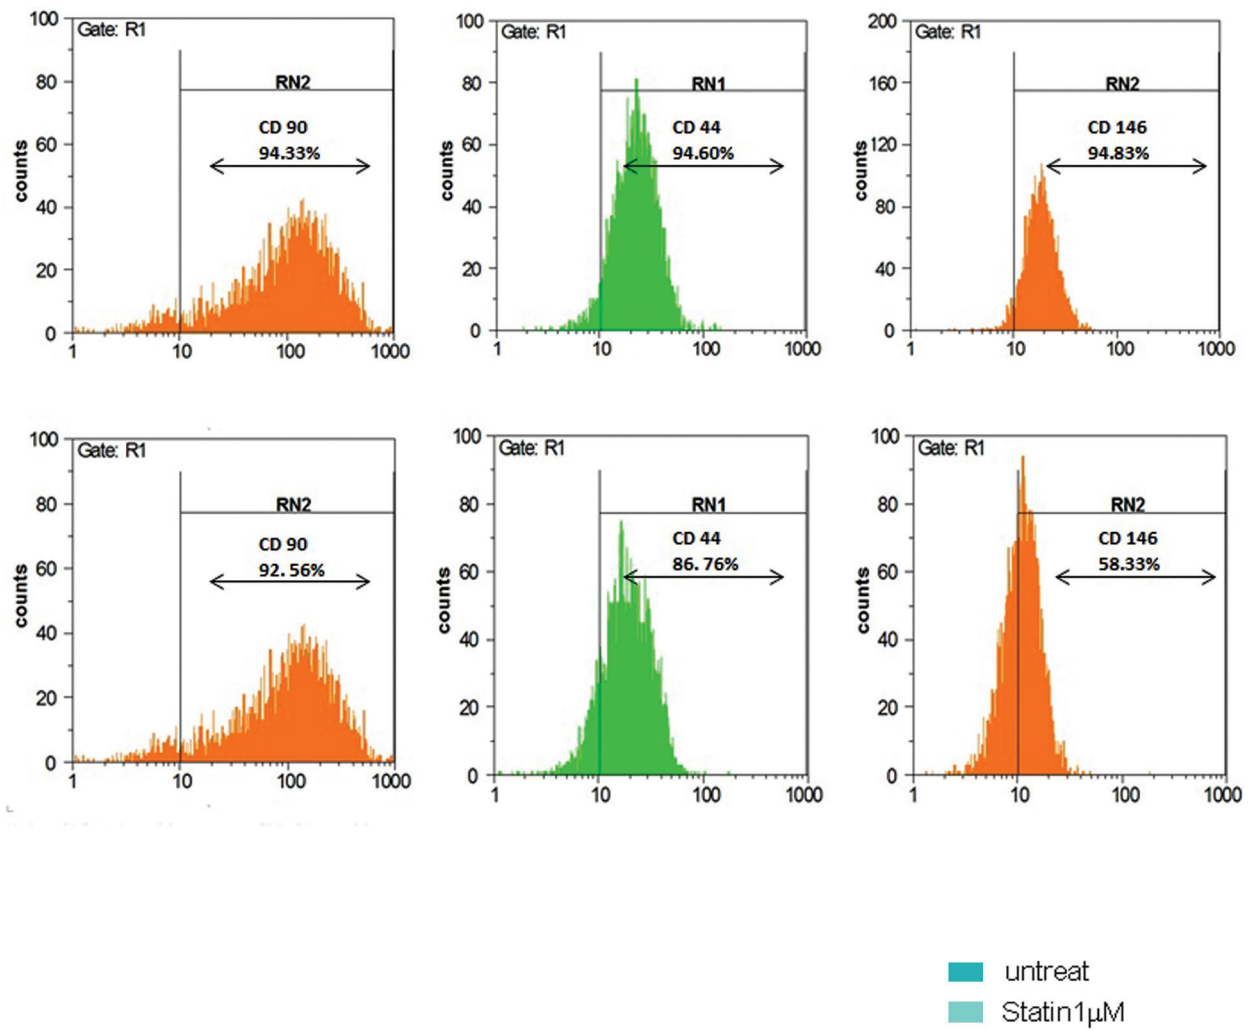 Gate: R1
100
80
60
40
20
0
counts
RN2
CD 90
94.33%
1
10
100
1000
Gate: R1
100
80
60
40
20
0
counts
RN1
CD 44
94.60%
1
10
100
1000
Gate: R1
200
160
120
80
40
0
counts
RN2
CD 146
94.83%
1
10
100
1000
Gate: R1
100
80
60
40
20
0
counts
RN2
CD 90
92.56%
1
10
100
1000
Gate: R1
100
80
60
40
20
0
counts
RN1
CD 44
86.76%
1
10
100
1000
Gate: R1
100
80
60
40
20
0
counts
RN2
CD 146
58.33%
1
10
100
1000
untreat
Statin1μM